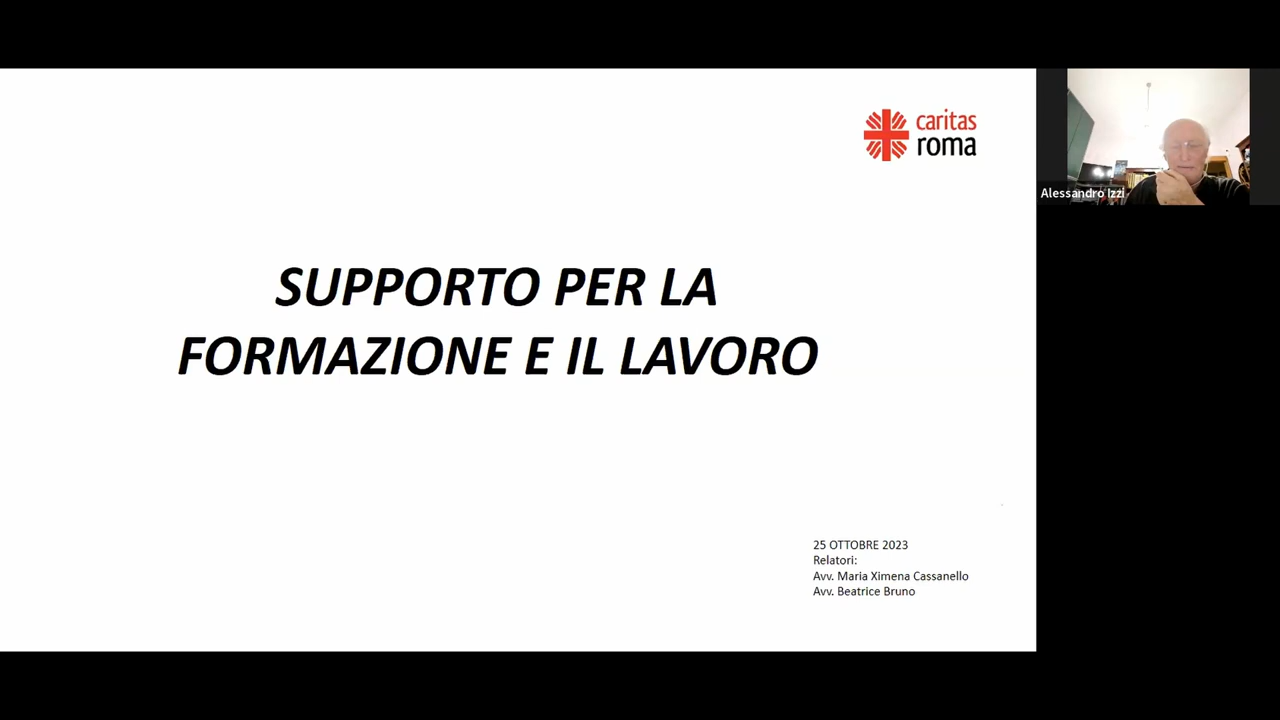 caritas
roma
Alessandro Izzi
SUPPORTO PER LA
FORMAZIONE E IL LAVORO
25 OTTOBRE 2023
Relatori:
Avv. Maria Ximena Cassanello
Avv. Beatrice Bruno